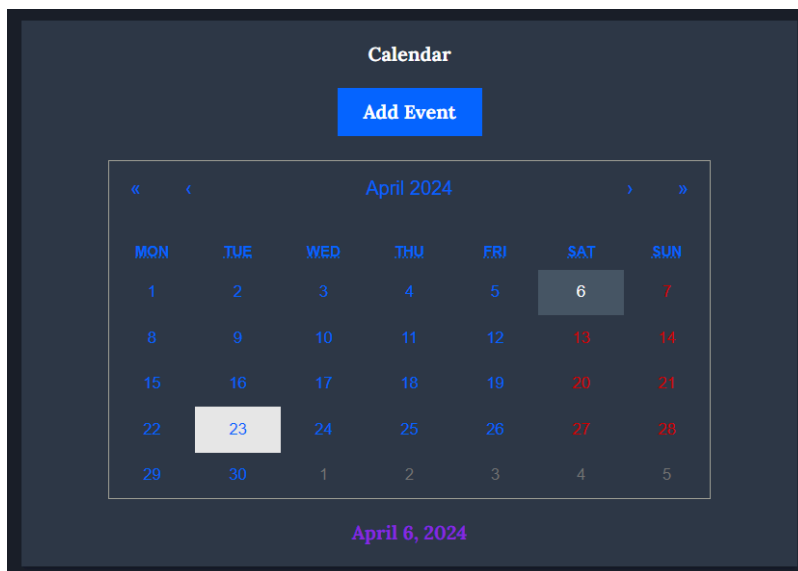 Calendar
Add Event
« ‹ April 2024 › »
MON TUE WED THU FRI SAT SUN
1 2 3 4 5 6 7
8 9 10 11 12 13 14
15 16 17 18 19 20 21
22 23 24 25 26 27 28
29 30 1 2 3 4 5
April 6, 2024